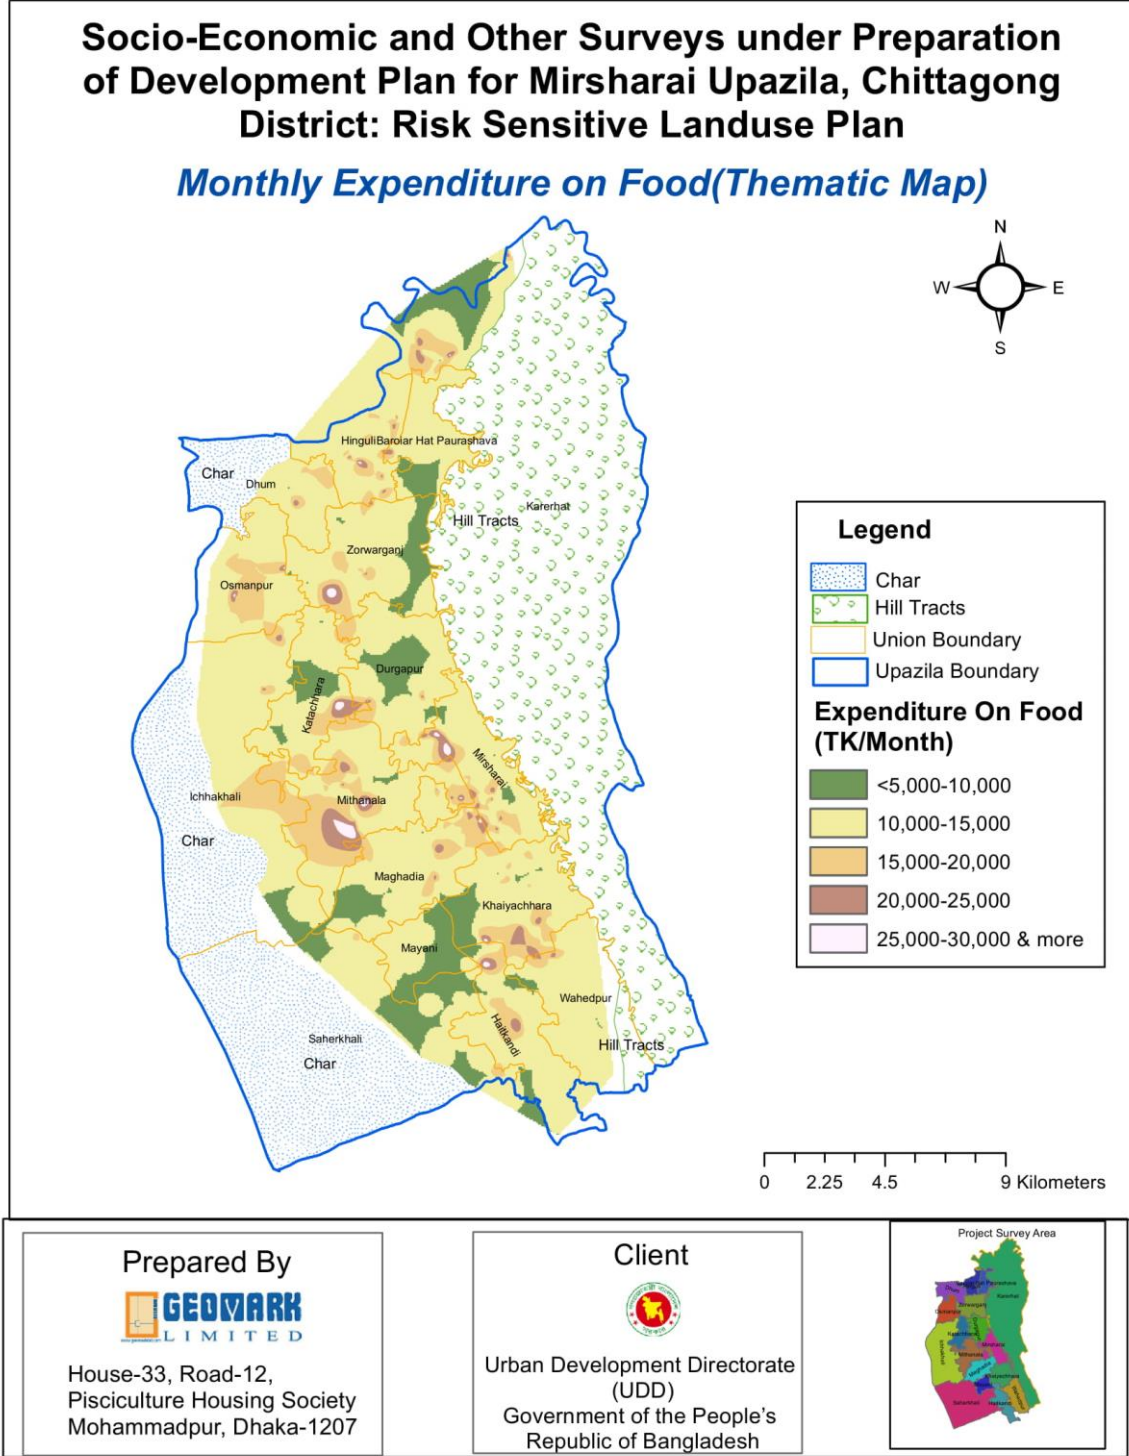 Socio-Economic and Other Surveys under Preparation
of Development Plan for Mirsharai Upazila, Chittagong
District: Risk Sensitive Landuse Plan
Monthly Expenditure on Food(Thematic Map)
N
W
E
S
Hinguli
Baroiar Hat Paurashava
Char
Dhum
Karerhat
Hill Tracts
Zorwarganj
Osmanpur
Durgapur
Katachhara
Mirsharai
Ichhakhali
Mithanala
Char
Maghadia
Khaiyachhara
Mayani
Wahedpur
Haitkandi
Saherkhali
Hill Tracts
Char
Legend
Char
Hill Tracts
Union Boundary
Upazila Boundary
Expenditure On Food
(TK/Month)
<5,000-10,000
10,000-15,000
15,000-20,000
20,000-25,000
25,000-30,000 & more
0 2.25 4.5 9 Kilometers
Prepared By
GEOMARK
LIMITED
House-33, Road-12,
Pisciculture Housing Society
Mohammadpur, Dhaka-1207
Client
Urban Development Directorate
(UDD)
Government of the People's
Republic of Bangladesh
Project Survey Area